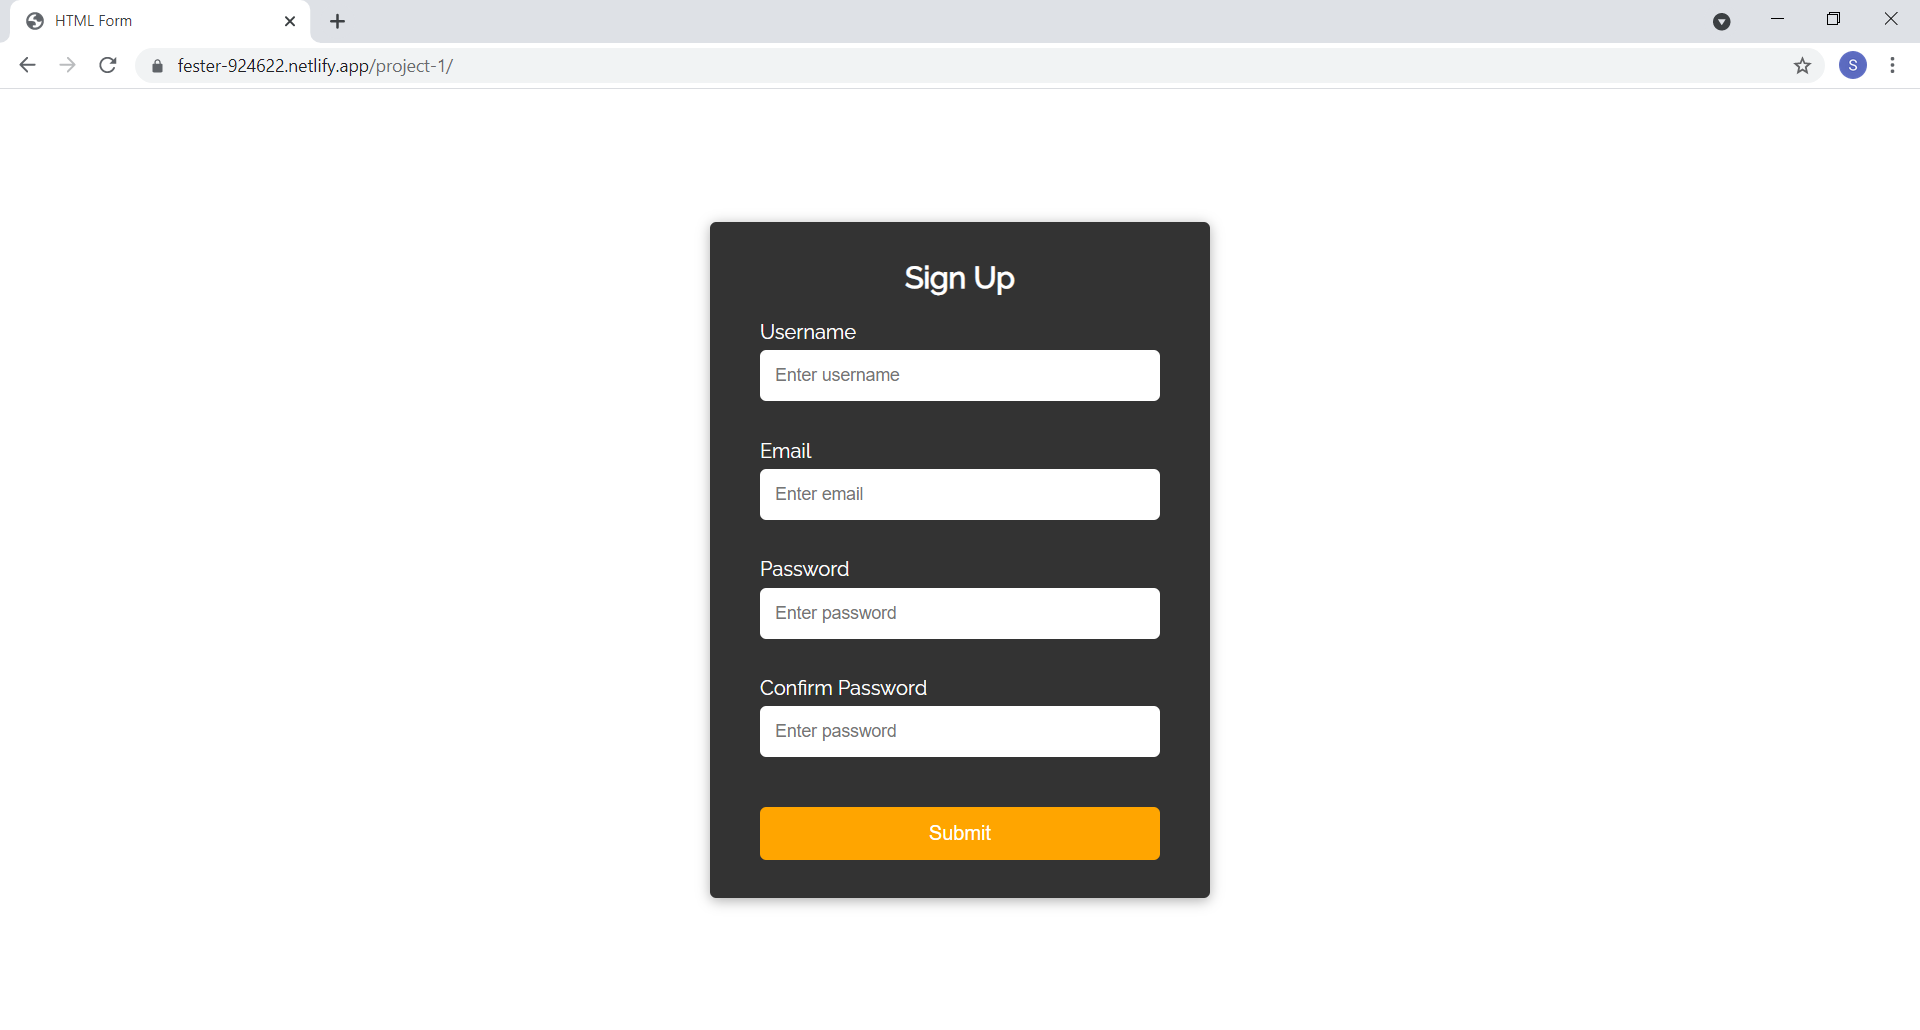 HTML Form
fester-924622.netlify.app/project-1/
S
Sign Up
Username
Enter username
Email
Enter email
Password
Enter password
Confirm Password
Enter password
Submit